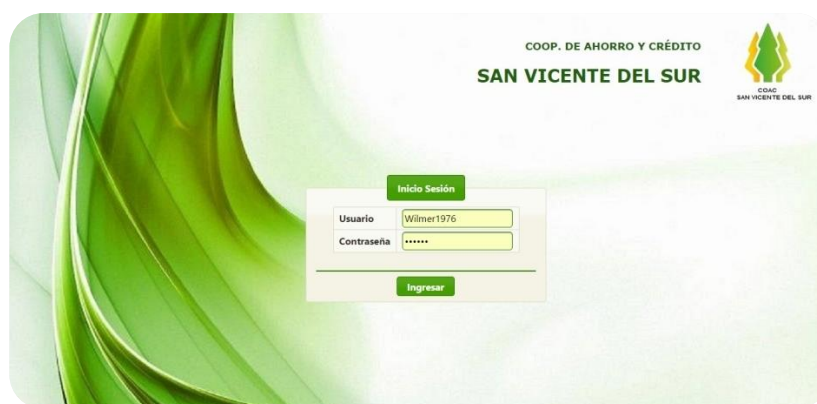 COOP. DE AHORRO Y CRÉDITO
SAN VICENTE DEL SUR
COAC
SAN VICENTE DEL SUR
Inicio Sesión
Usuario Wilmer1976
Contraseña ••••••
Ingresar